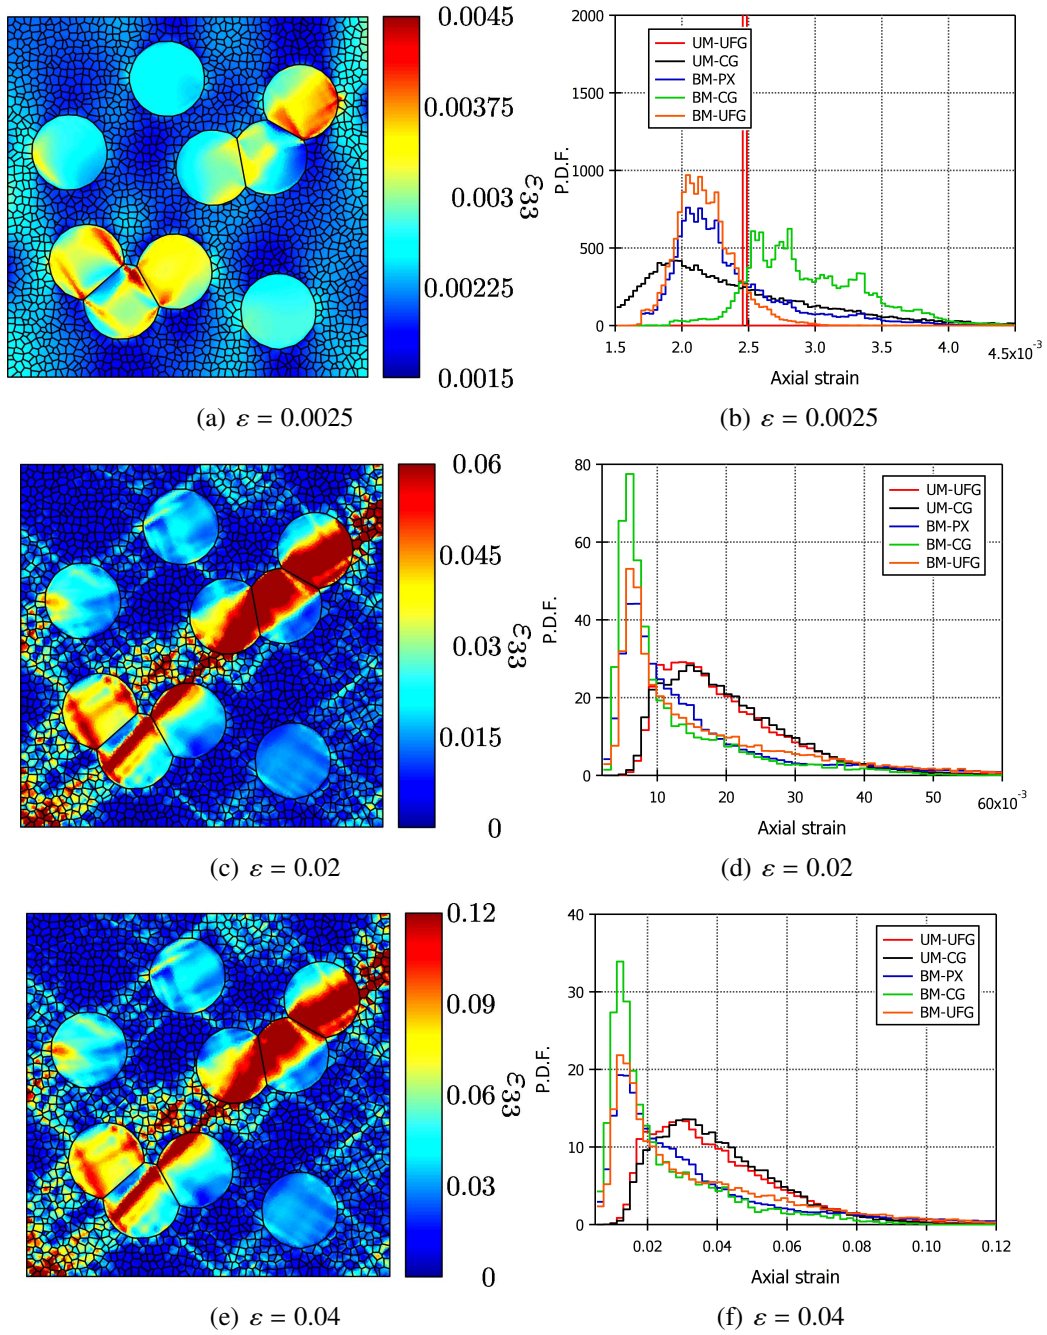 0.0045
0.00375
0.003
0.00225
0.0015
ε33
(a) ε = 0.0025
2000
1500
1000
500
0
P.D.F.
UM-UFG
UM-CG
BM-PX
BM-CG
BM-UFG
1.5 2.0 2.5 3.0 3.5 4.0 4.5x10⁻³
Axial strain
(b) ε = 0.0025
0.06
0.045
0.03
0.015
0
ε33
(c) ε = 0.02
80
60
40
20
0
P.D.F.
UM-UFG
UM-CG
BM-PX
BM-CG
BM-UFG
10 20 30 40 50 60x10⁻³
Axial strain
(d) ε = 0.02
0.12
0.09
0.06
0.03
0
ε33
(e) ε = 0.04
40
30
20
10
0
P.D.F.
UM-UFG
UM-CG
BM-PX
BM-CG
BM-UFG
0.02 0.04 0.06 0.08 0.10 0.12
Axial strain
(f) ε = 0.04